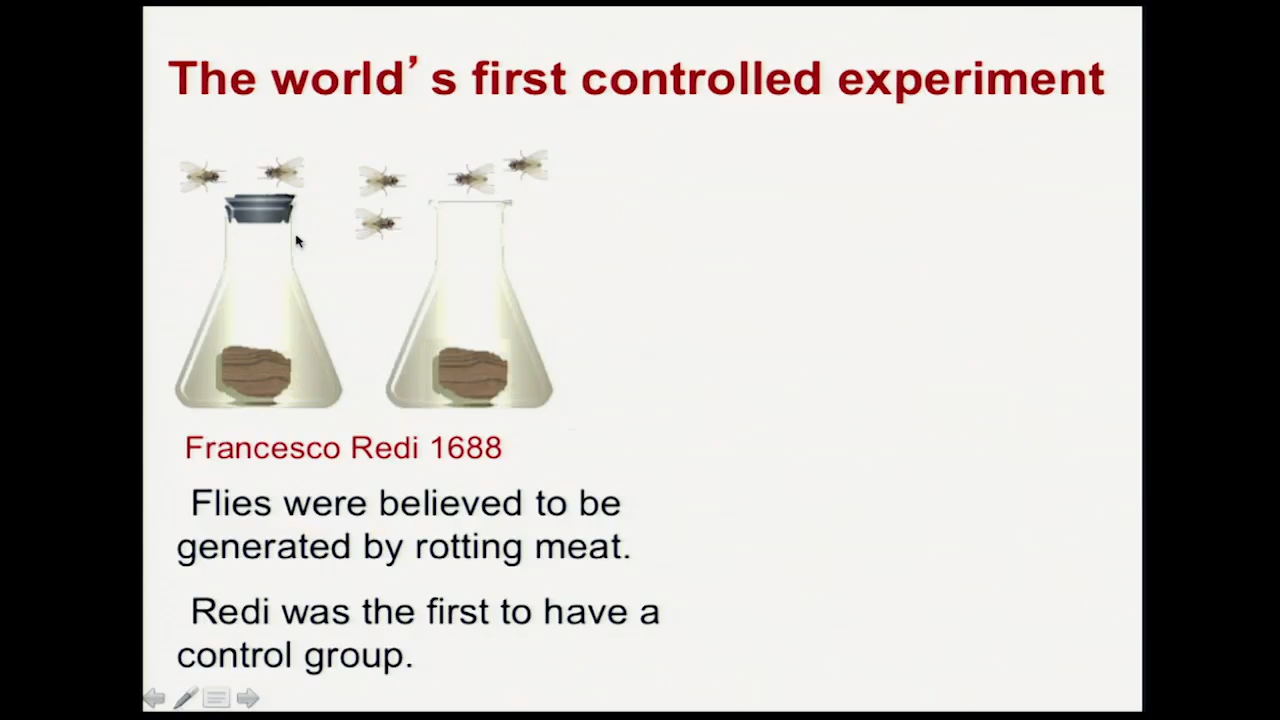 The world’s first controlled experiment
Francesco Redi 1688
Flies were believed to be
generated by rotting meat.
Redi was the first to have a
control group.